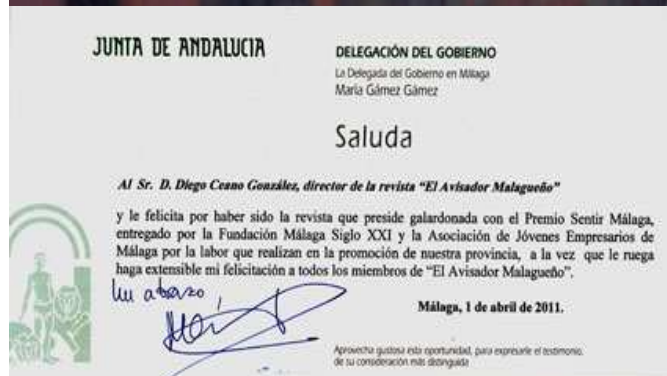 JUNTA DE ANDALUCIA
DELEGACIÓN DEL GOBIERNO
La Delegada del Gobierno en Málaga
María Gámez Gámez
Saluda
Al Sr. D. Diego Ceano González, director de la revista “El Avisador Malagueño”
y le felicita por haber sido la revista que preside galardonada con el Premio Sentir Málaga,
entregado por la Fundación Málaga Siglo XXI y la Asociación de Jóvenes Empresarios de
Málaga por la labor que realizan en la promoción de nuestra provincia, a la vez que le ruega
haga extensible mi felicitación a todos los miembros de “El Avisador Malagueño”.
Un abrazo,
Málaga, 1 de abril de 2011.
Aprovecha gustosa esta oportunidad, para expresarle el testimonio,
de su consideración más distinguida